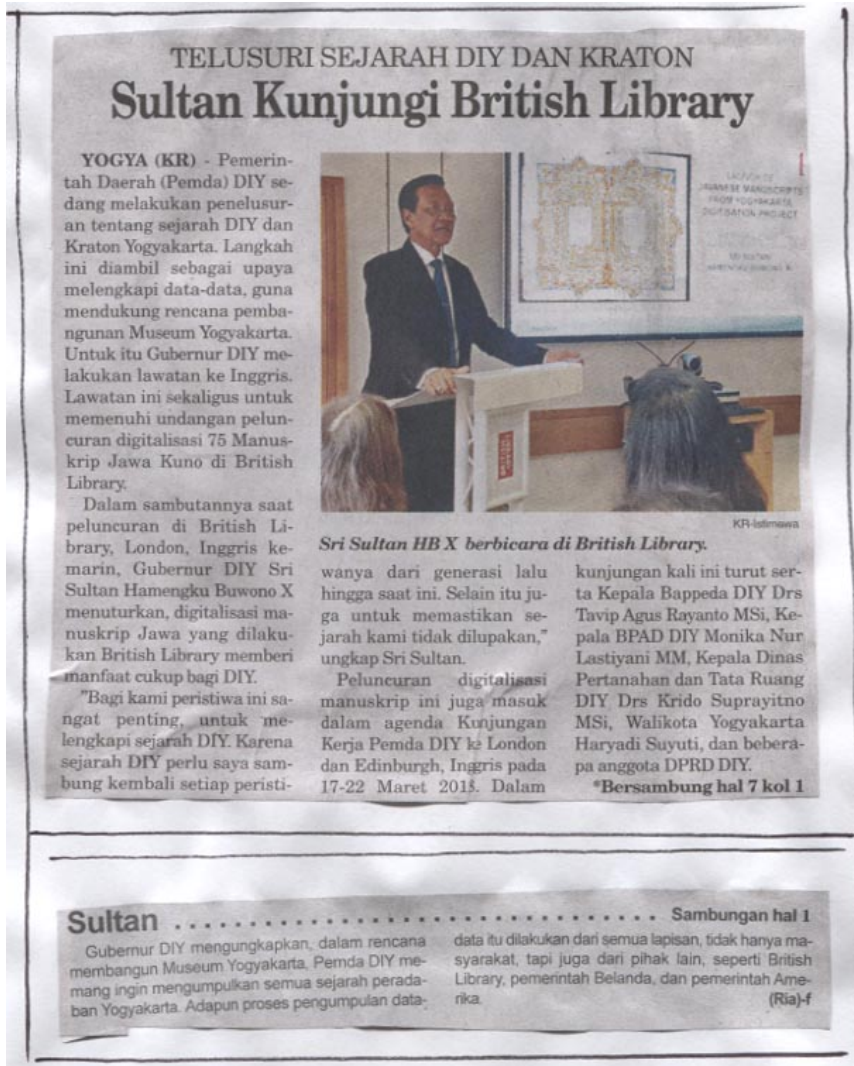 TELUSURI SEJARAH DIY DAN KRATON
Sultan Kunjungi British Library
YOGYA (KR) - Pemerin-
tah Daerah (Pemda) DIY se-
dang melakukan penelusur-
an tentang sejarah DIY dan
Kraton Yogyakarta. Langkah
ini diambil sebagai upaya
melengkapi data-data, guna
mendukung rencana pemba-
ngunan Museum Yogyakarta.
Untuk itu Gubernur DIY me-
lakukan lawatan ke Inggris.
Lawatan ini sekaligus untuk
memenuhi undangan pelun-
curan digitalisasi 75 Manus-
krip Jawa Kuno di British
Library.
Dalam sambutannya saat
peluncuran di British Li-
brary, London, Inggris ke-
marin, Gubernur DIY Sri
Sultan Hamengku Buwono X
menuturkan, digitalisasi ma-
nuskrip Jawa yang dilaku-
kan British Library memberi
manfaat cukup bagi DIY.
"Bagi kami peristiwa ini sa-
ngat penting, untuk me-
lengkapi sejarah DIY. Karena
sejarah DIY perlu saya sam-
bung kembali setiap peristi-
LAUNCH OF
JAVANESE MANUSCRIPTS
FROM YOGYAKARTA
DIGITISATION PROJECT
SRI SULTAN
BRITISH
LIBRARY
KR-Istimewa
Sri Sultan HB X berbicara di British Library.
wanya dari generasi lalu
hingga saat ini. Selain itu ju-
ga untuk memastikan se-
jarah kami tidak dilupakan,"
ungkap Sri Sultan.
Peluncuran digitalisasi
manuskrip ini juga masuk
dalam agenda Kunjungan
Kerja Pemda DIY ke London
dan Edinburgh, Inggris pada
17-22 Maret 201. Dalam
kunjungan kali ini turut ser-
ta Kepala Bappeda DIY Drs
Tavip Agus Rayanto MSi, Ke-
pala BPAD DIY Monika Nur
Lastiyani MM, Kepala Dinas
Pertanahan dan Tata Ruang
DIY Drs Krido Suprayitno
MSi, Walikota Yogyakarta
Haryadi Suyuti, dan bebera-
pa anggota DPRD DIY.
*Bersambung hal 7 kol 1
Sultan . . . . . . . . . . . . . . . . . . . . . . . . . . . . . . . . . . . . . Sambungan hal 1
Gubernur DIY mengungkapkan, dalam rencana
membangun Museum Yogyakarta, Pemda DIY me-
mang ingin mengumpulkan semua sejarah perada-
ban Yogyakarta. Adapun proses pengumpulan data-
data itu dilakukan dari semua lapisan, tidak hanya ma-
syarakat, tapi juga dari pihak lain, seperti British
Library, pemerintah Belanda, dan pemerintah Ame-
rika. (Ria)-f